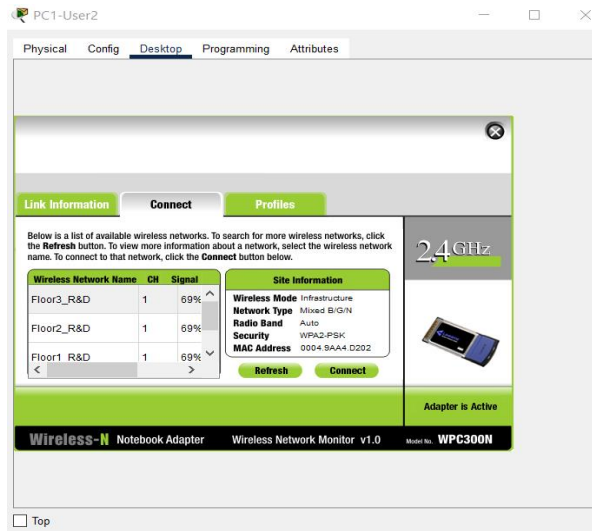 PC1-User2
Physical Config Desktop Programming Attributes
Link Information Connect Profiles
Below is a list of available wireless networks. To search for more wireless networks, click
the Refresh button. To view more information about a network, select the wireless network
name. To connect to that network, click the Connect button below.
2.4GHz
Wireless Network Name CH Signal
Floor3_R&D 1 69%
Floor2_R&D 1 69%
Floor1_R&D 1 69%
Site Information
Wireless Mode Infrastructure
Network Type Mixed B/G/N
Radio Band Auto
Security WPA2-PSK
MAC Address 0004.9AA4.D202
Refresh Connect
Adapter is Active
Wireless-N Notebook Adapter Wireless Network Monitor v1.0 Model No. WPC300N
Top